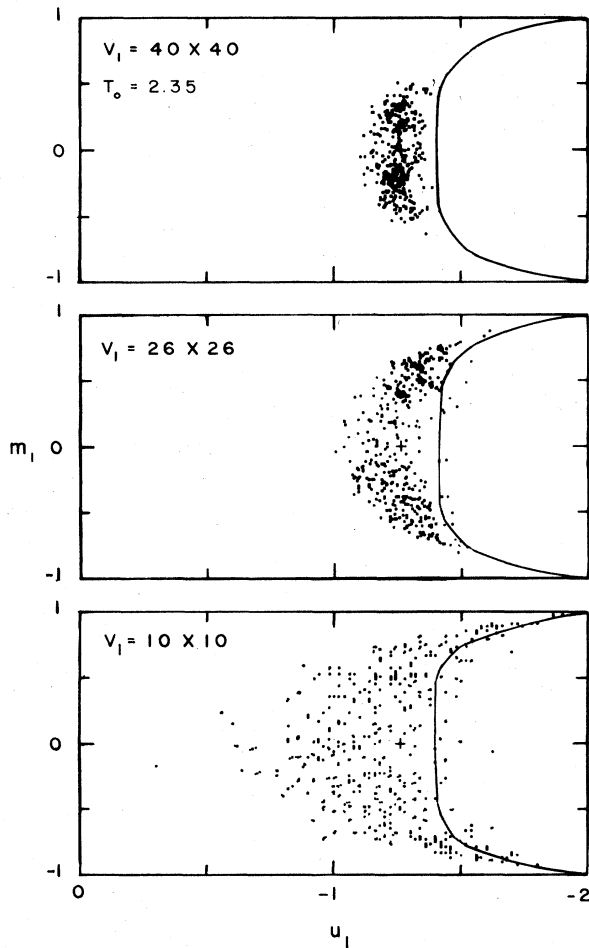 1
V₁ = 40 X 40
T₀ = 2.35
0
-1
1
V₁ = 26 X 26
m₁ 0
-1
1
V₁ = 10 X 10
0
-1
0 -1 -2
u₁